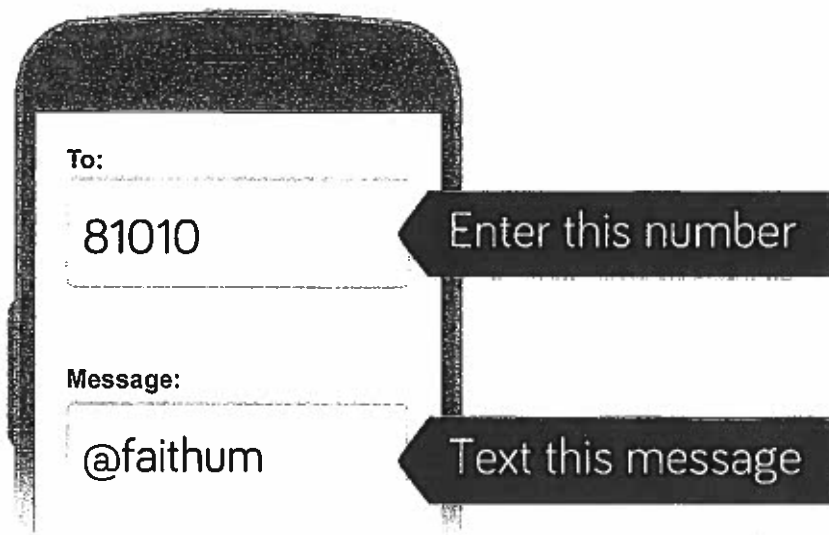 To:
81010
Enter this number
Message:
@faithum
Text this message